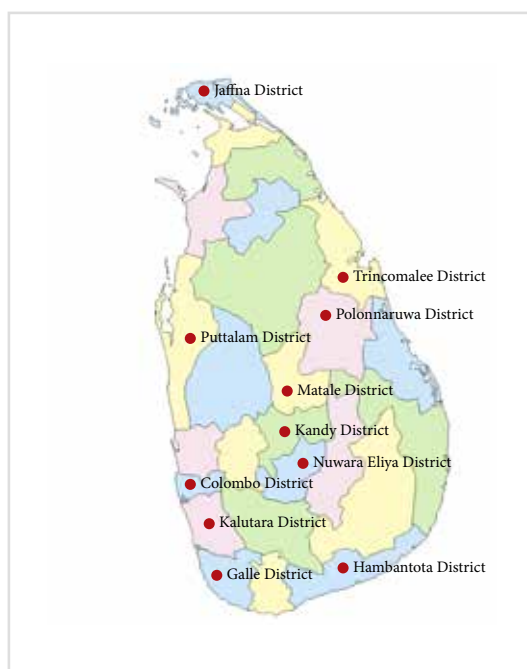 Jaffna District
Trincomalee District
Polonnaruwa District
Puttalam District
Matale District
Kandy District
Nuwara Eliya District
Colombo District
Kalutara District
Galle District
Hambantota District